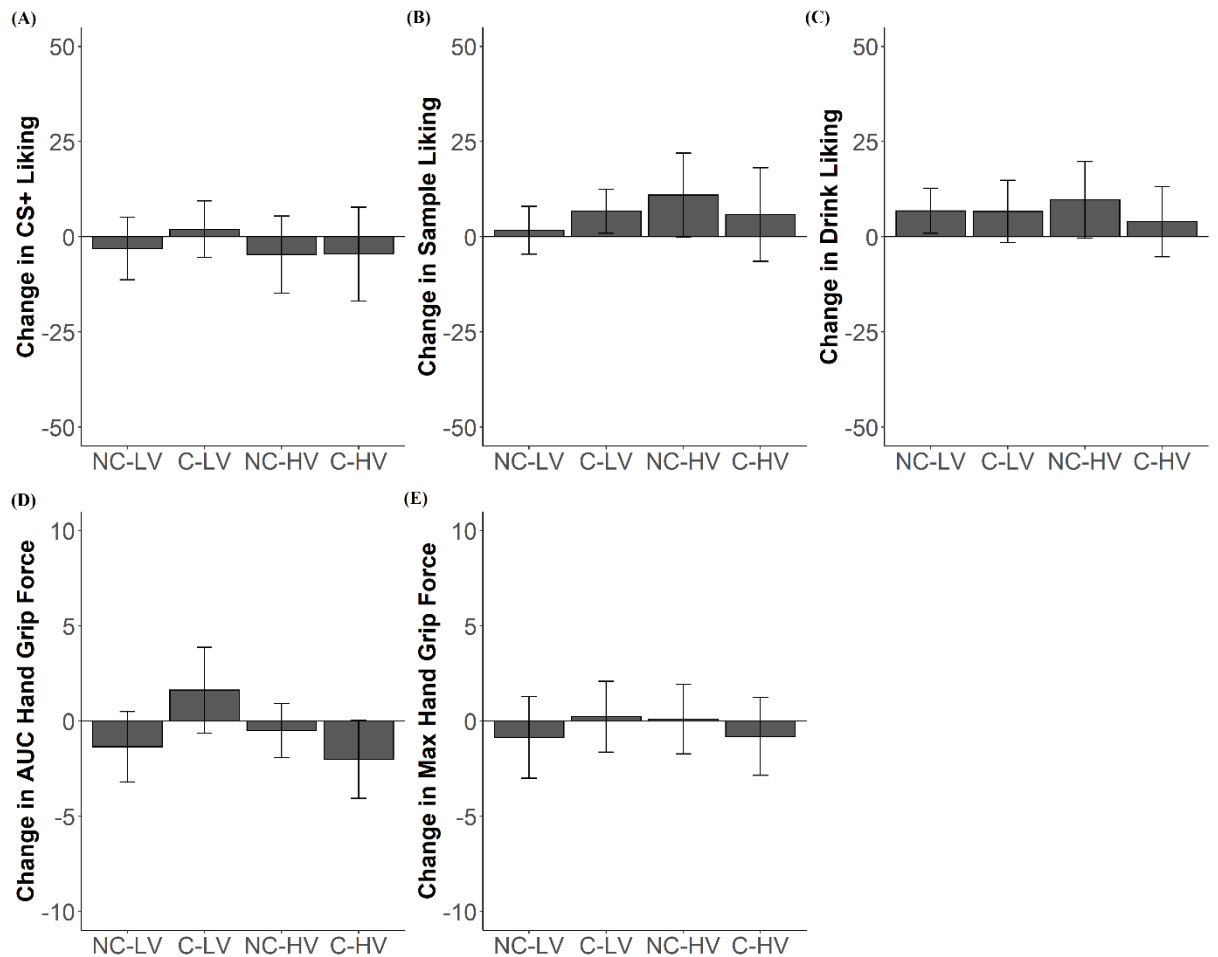 (A)
Change in CS+ Liking
50
25
0
-25
-50
NC-LV C-LV NC-HV C-HV
(B)
Change in Sample Liking
50
25
0
-25
-50
NC-LV C-LV NC-HV C-HV
(C)
Change in Drink Liking
50
25
0
-25
-50
NC-LV C-LV NC-HV C-HV
(D)
Change in AUC Hand Grip Force
10
5
0
-5
-10
NC-LV C-LV NC-HV C-HV
(E)
Change in Max Hand Grip Force
10
5
0
-5
-10
NC-LV C-LV NC-HV C-HV